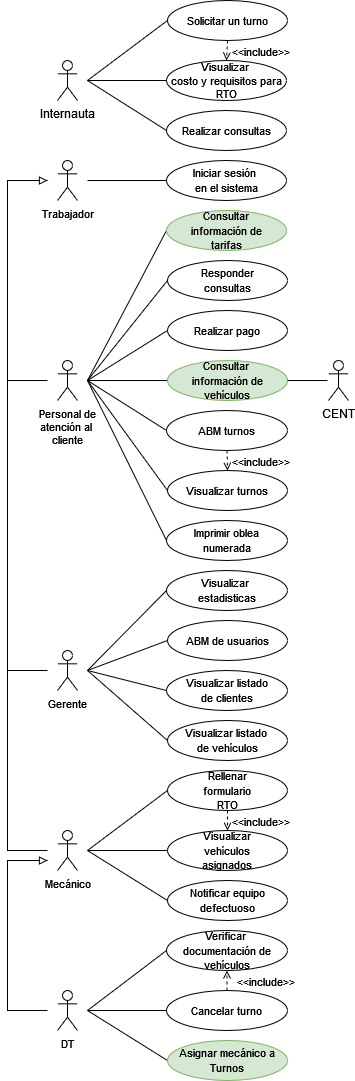 Solicitar un turno
<<include>>
Visualizar
costo y requisitos para
RTO
Internauta
Realizar consultas
Iniciar sesión
en el sistema
Trabajador
Consultar
información de
tarifas
Responder
consultas
Realizar pago
Consultar
información de
vehículos
Personal de
atención al
cliente
CENT
ABM turnos
<<include>>
Visualizar turnos
Imprimir oblea
numerada
Visualizar
estadisticas
ABM de usuarios
Gerente
Visualizar listado
de clientes
Visualizar listado
de vehículos
Rellenar
formulario
RTO
<<include>>
Visualizar
vehículos
asignados
Mecánico
Notificar equipo
defectuoso
Verificar
documentación de
vehículos
<<include>>
Cancelar turno
DT
Asignar mecánico a
Turnos